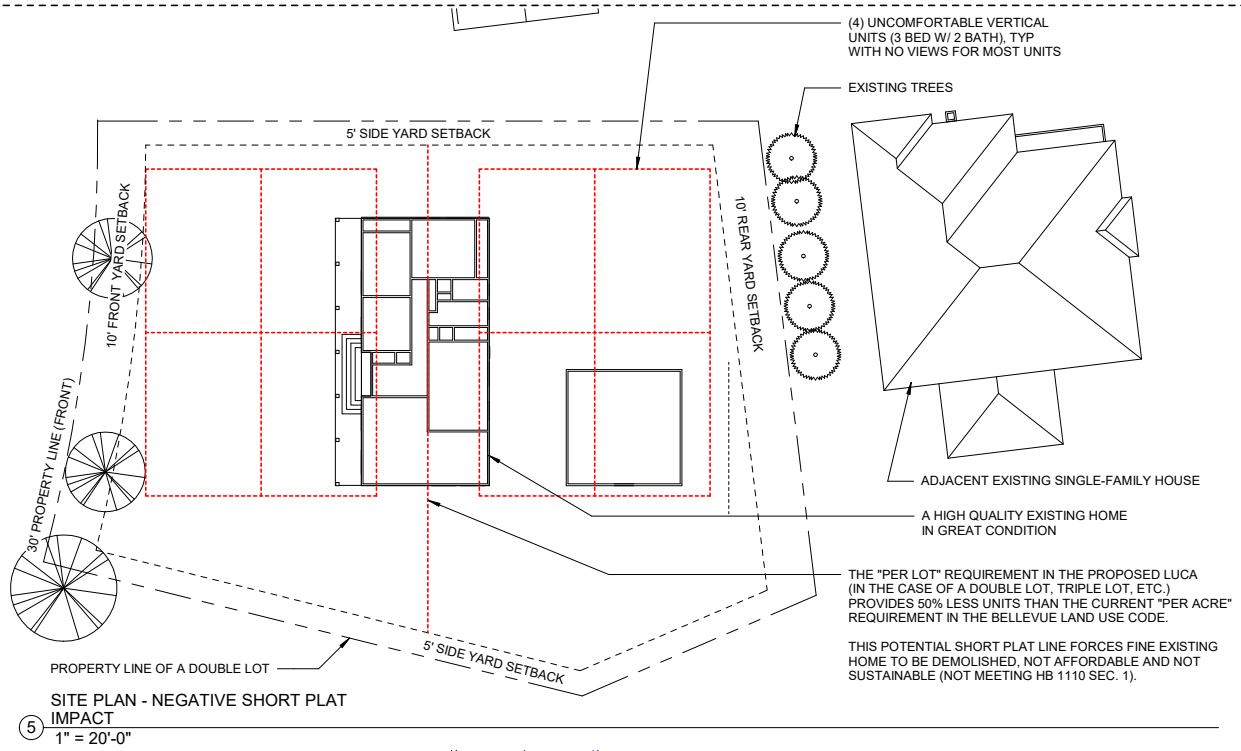 (4) UNCOMFORTABLE VERTICAL
UNITS (3 BED W/ 2 BATH), TYP
WITH NO VIEWS FOR MOST UNITS
EXISTING TREES
5' SIDE YARD SETBACK
10' FRONT YARD SETBACK
10' REAR YARD SETBACK
30' PROPERTY LINE (FRONT)
ADJACENT EXISTING SINGLE-FAMILY HOUSE
A HIGH QUALITY EXISTING HOME
IN GREAT CONDITION
THE "PER LOT" REQUIREMENT IN THE PROPOSED LUCA
(IN THE CASE OF A DOUBLE LOT, TRIPLE LOT, ETC.)
PROVIDES 50% LESS UNITS THAN THE CURRENT "PER ACRE"
REQUIREMENT IN THE BELLEVUE LAND USE CODE.
THIS POTENTIAL SHORT PLAT LINE FORCES FINE EXISTING
HOME TO BE DEMOLISHED, NOT AFFORDABLE AND NOT
SUSTAINABLE (NOT MEETING HB 1110 SEC. 1).
5' SIDE YARD SETBACK
PROPERTY LINE OF A DOUBLE LOT
SITE PLAN - NEGATIVE SHORT PLAT
IMPACT
5
1" = 20'-0"